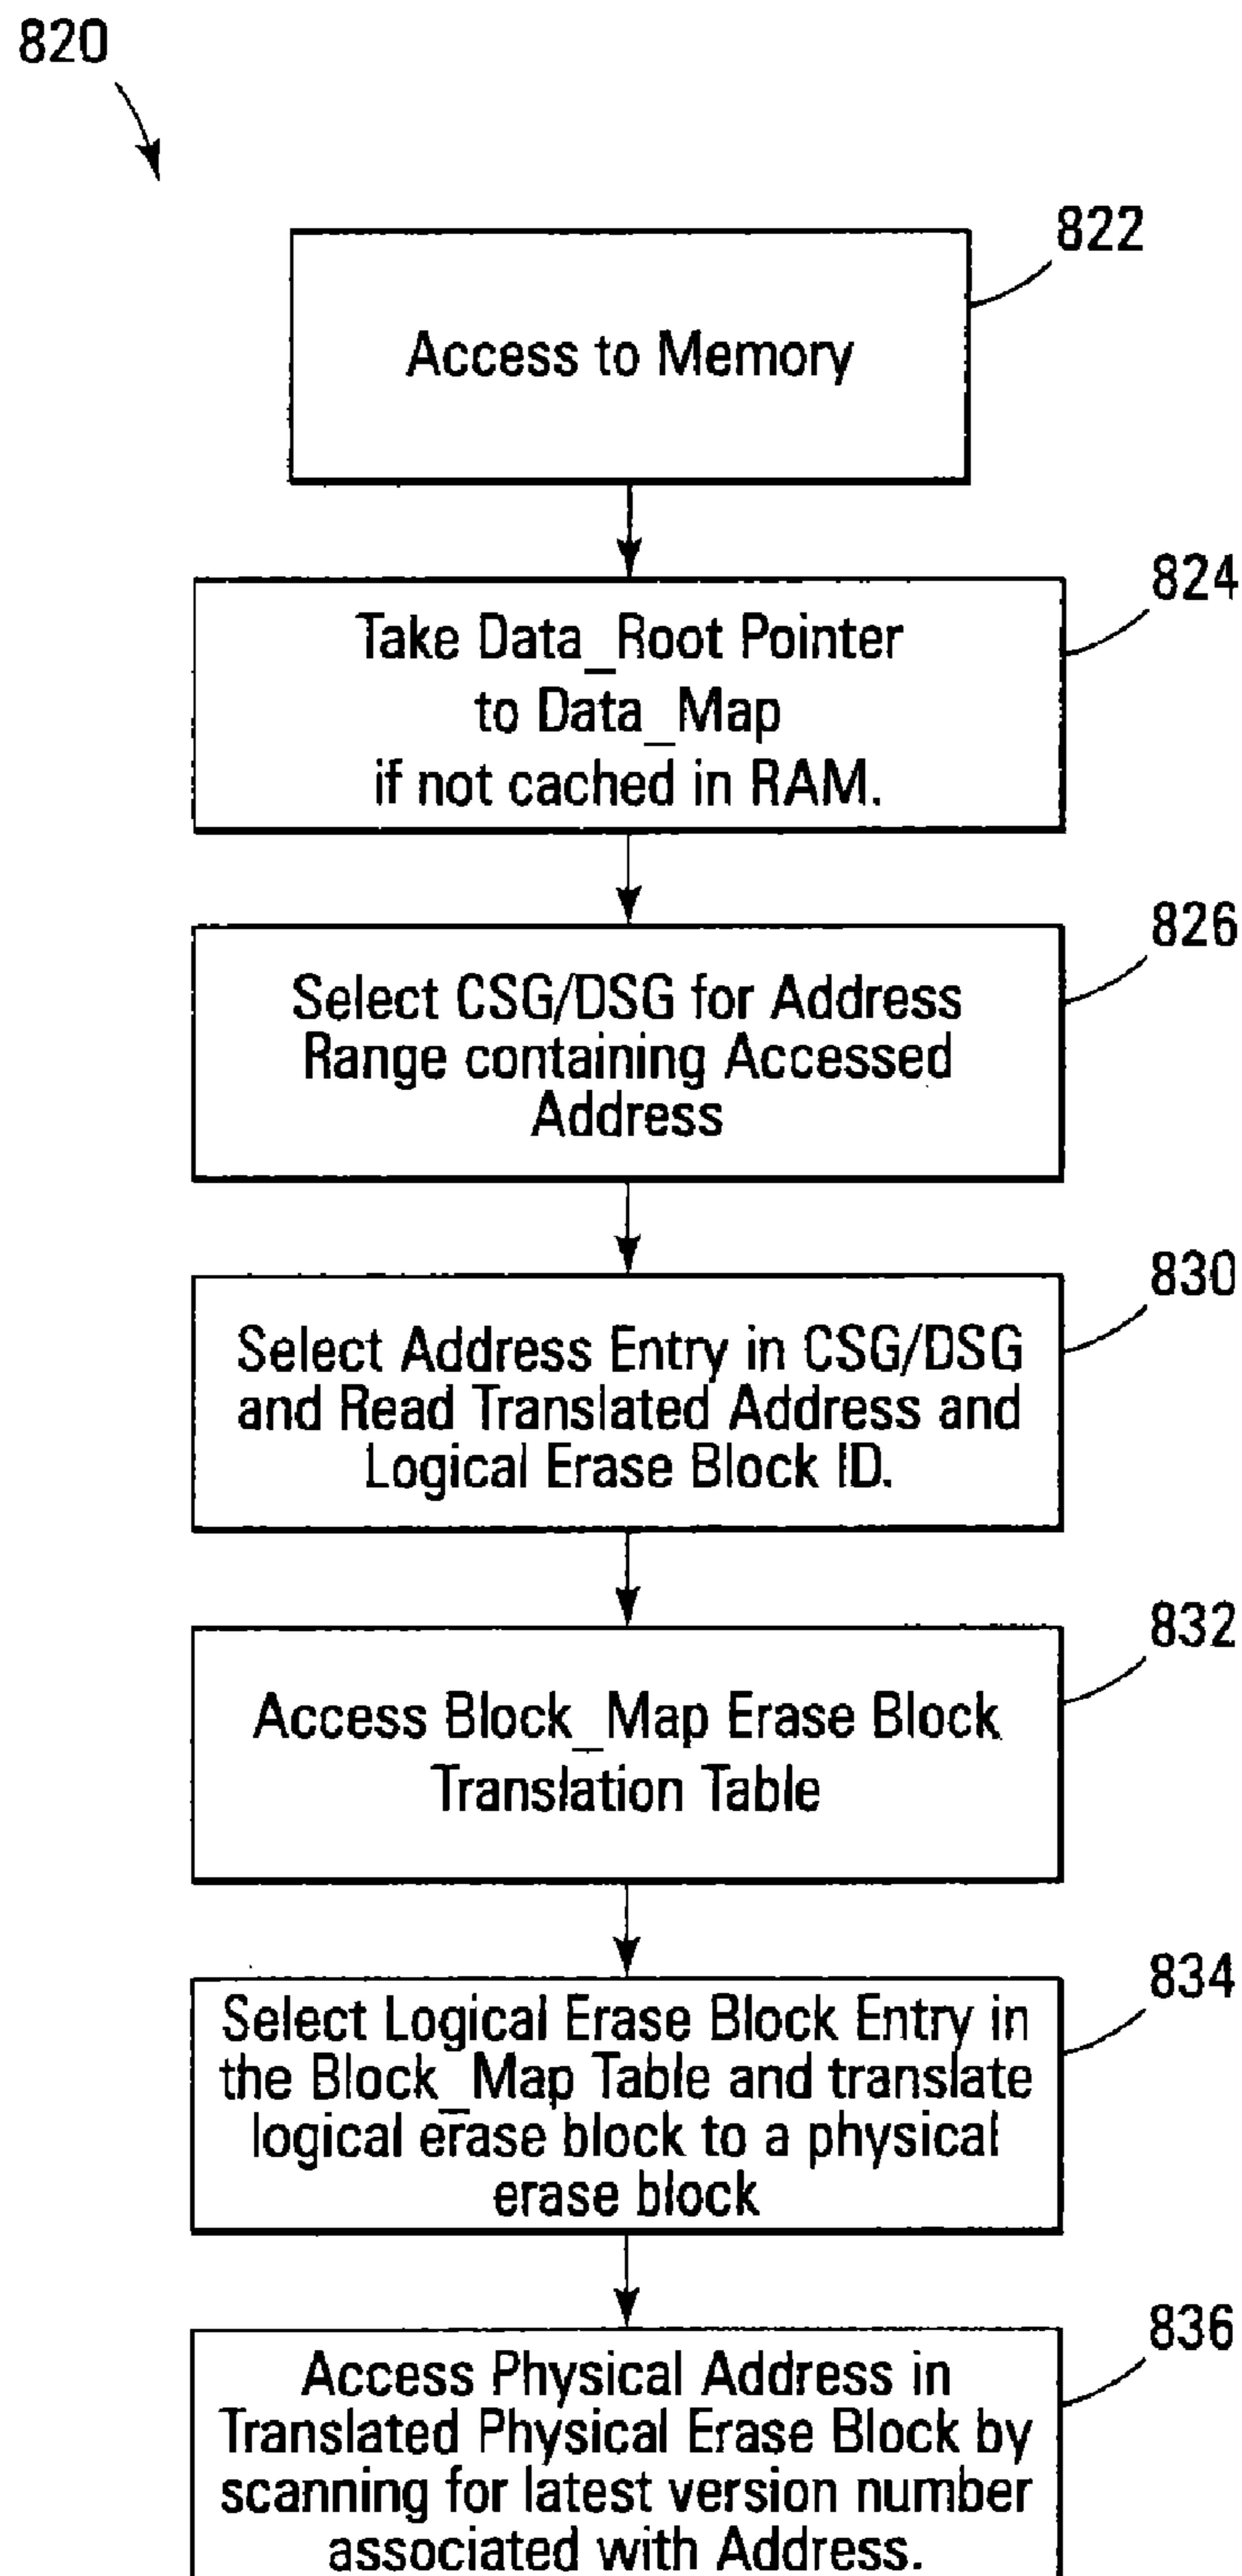 820
822
Access to Memory
824
Take Data_Root Pointer
to Data_Map
if not cached in RAM.
826
Select CSG/DSG for Address
Range containing Accessed
Address
830
Select Address Entry in CSG/DSG
and Read Translated Address and
Logical Erase Block ID.
832
Access Block_Map Erase Block
Translation Table
834
Select Logical Erase Block Entry in
the Block_Map Table and translate
logical erase block to a physical
erase block
836
Access Physical Address in
Translated Physical Erase Block by
scanning for latest version number
associated with Address.